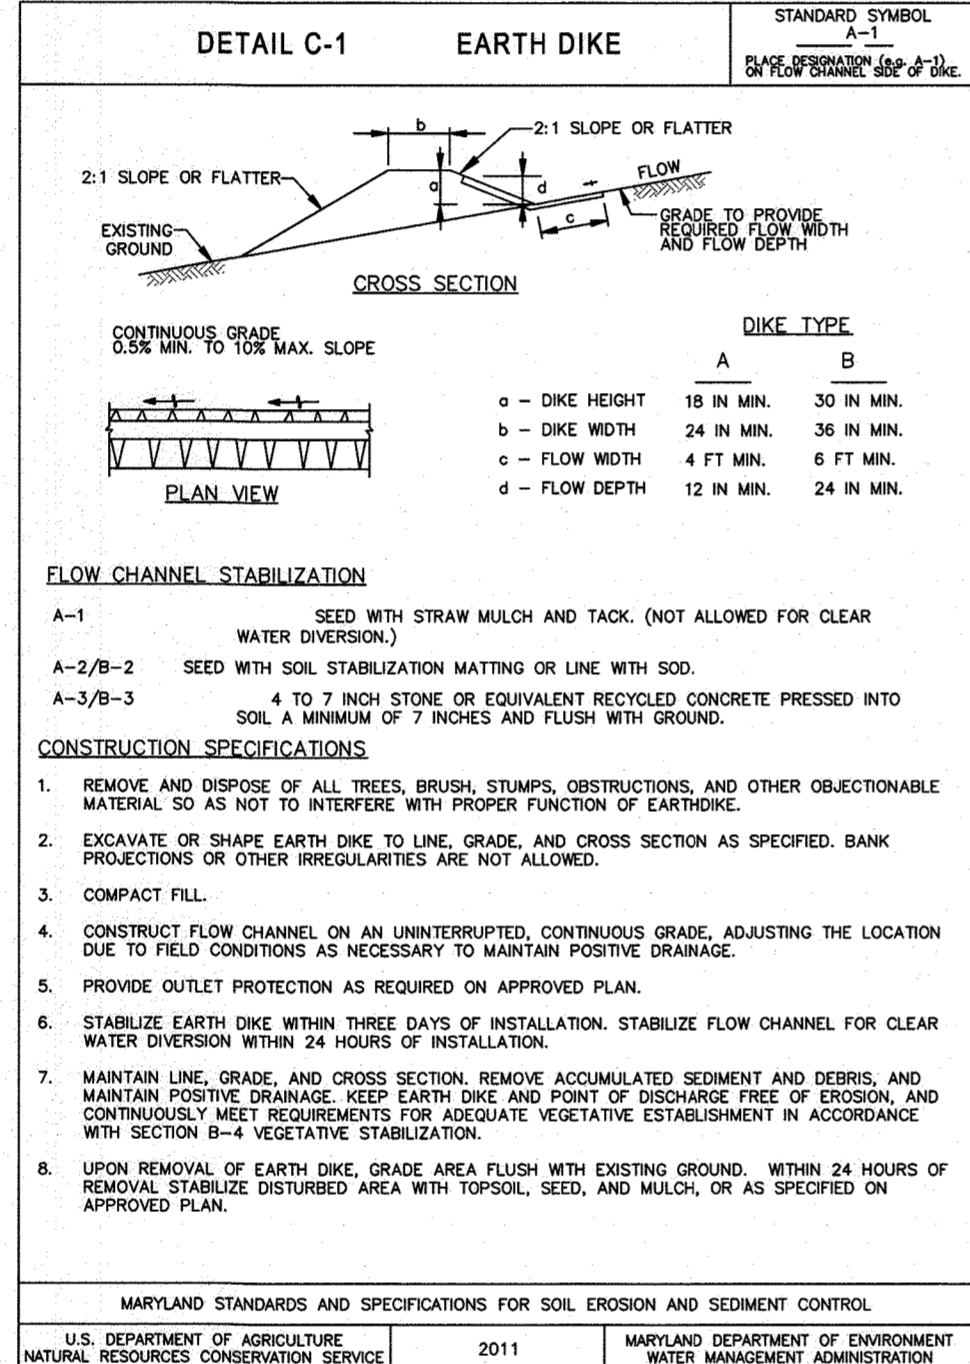 DETAIL C-1 EARTH DIKE
STANDARD SYMBOL
A-1
PLACE DESIGNATION (e.g. A-1)
ON FLOW CHANNEL SIDE OF DIKE.
b
2:1 SLOPE OR FLATTER
2:1 SLOPE OR FLATTER
a
d
FLOW
c
EXISTING
GROUND
GRADE TO PROVIDE
REQUIRED FLOW WIDTH
AND FLOW DEPTH
CROSS SECTION
CONTINUOUS GRADE
0.5% MIN. TO 10% MAX. SLOPE
PLAN VIEW
DIKE TYPE
A B
a - DIKE HEIGHT 18 IN MIN. 30 IN MIN.
b - DIKE WIDTH 24 IN MIN. 36 IN MIN.
c - FLOW WIDTH 4 FT MIN. 6 FT MIN.
d - FLOW DEPTH 12 IN MIN. 24 IN MIN.
FLOW CHANNEL STABILIZATION
A-1 SEED WITH STRAW MULCH AND TACK. (NOT ALLOWED FOR CLEAR
WATER DIVERSION.)
A-2/B-2 SEED WITH SOIL STABILIZATION MATTING OR LINE WITH SOD.
A-3/B-3 4 TO 7 INCH STONE OR EQUIVALENT RECYCLED CONCRETE PRESSED INTO
SOIL A MINIMUM OF 7 INCHES AND FLUSH WITH GROUND.
CONSTRUCTION SPECIFICATIONS
1. REMOVE AND DISPOSE OF ALL TREES, BRUSH, STUMPS, OBSTRUCTIONS, AND OTHER OBJECTIONABLE
MATERIAL SO AS NOT TO INTERFERE WITH PROPER FUNCTION OF EARTHDIKE.
2. EXCAVATE OR SHAPE EARTH DIKE TO LINE, GRADE, AND CROSS SECTION AS SPECIFIED. BANK
PROJECTIONS OR OTHER IRREGULARITIES ARE NOT ALLOWED.
3. COMPACT FILL.
4. CONSTRUCT FLOW CHANNEL ON AN UNINTERRUPTED, CONTINUOUS GRADE, ADJUSTING THE LOCATION
DUE TO FIELD CONDITIONS AS NECESSARY TO MAINTAIN POSITIVE DRAINAGE.
5. PROVIDE OUTLET PROTECTION AS REQUIRED ON APPROVED PLAN.
6. STABILIZE EARTH DIKE WITHIN THREE DAYS OF INSTALLATION. STABILIZE FLOW CHANNEL FOR CLEAR
WATER DIVERSION WITHIN 24 HOURS OF INSTALLATION.
7. MAINTAIN LINE, GRADE, AND CROSS SECTION. REMOVE ACCUMULATED SEDIMENT AND DEBRIS, AND
MAINTAIN POSITIVE DRAINAGE. KEEP EARTH DIKE AND POINT OF DISCHARGE FREE OF EROSION, AND
CONTINUOUSLY MEET REQUIREMENTS FOR ADEQUATE VEGETATIVE ESTABLISHMENT IN ACCORDANCE
WITH SECTION B-4 VEGETATIVE STABILIZATION.
8. UPON REMOVAL OF EARTH DIKE, GRADE AREA FLUSH WITH EXISTING GROUND. WITHIN 24 HOURS OF
REMOVAL STABILIZE DISTURBED AREA WITH TOPSOIL, SEED, AND MULCH, OR AS SPECIFIED ON
APPROVED PLAN.
MARYLAND STANDARDS AND SPECIFICATIONS FOR SOIL EROSION AND SEDIMENT CONTROL
U.S. DEPARTMENT OF AGRICULTURE
NATURAL RESOURCES CONSERVATION SERVICE
2011
MARYLAND DEPARTMENT OF ENVIRONMENT
WATER MANAGEMENT ADMINISTRATION